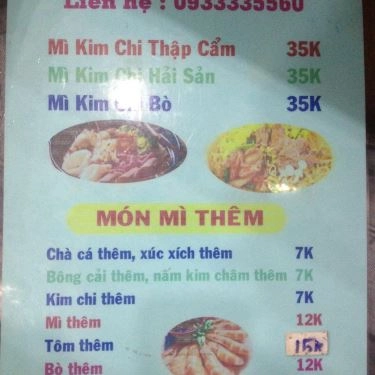 Liên hệ : 0933335560
Mì Kim Chi Thập Cẩm 35K
Mì Kim Chi Hải Sản 35K
Mì Kim Chi Bò 35K
MÓN MÌ THÊM
Chà cá thêm, xúc xích thêm 7K
Bông cải thêm, nấm kim châm thêm 7K
Kim chi thêm 7K
Mì thêm 12K
Tôm thêm 15K
Bò thêm 12K